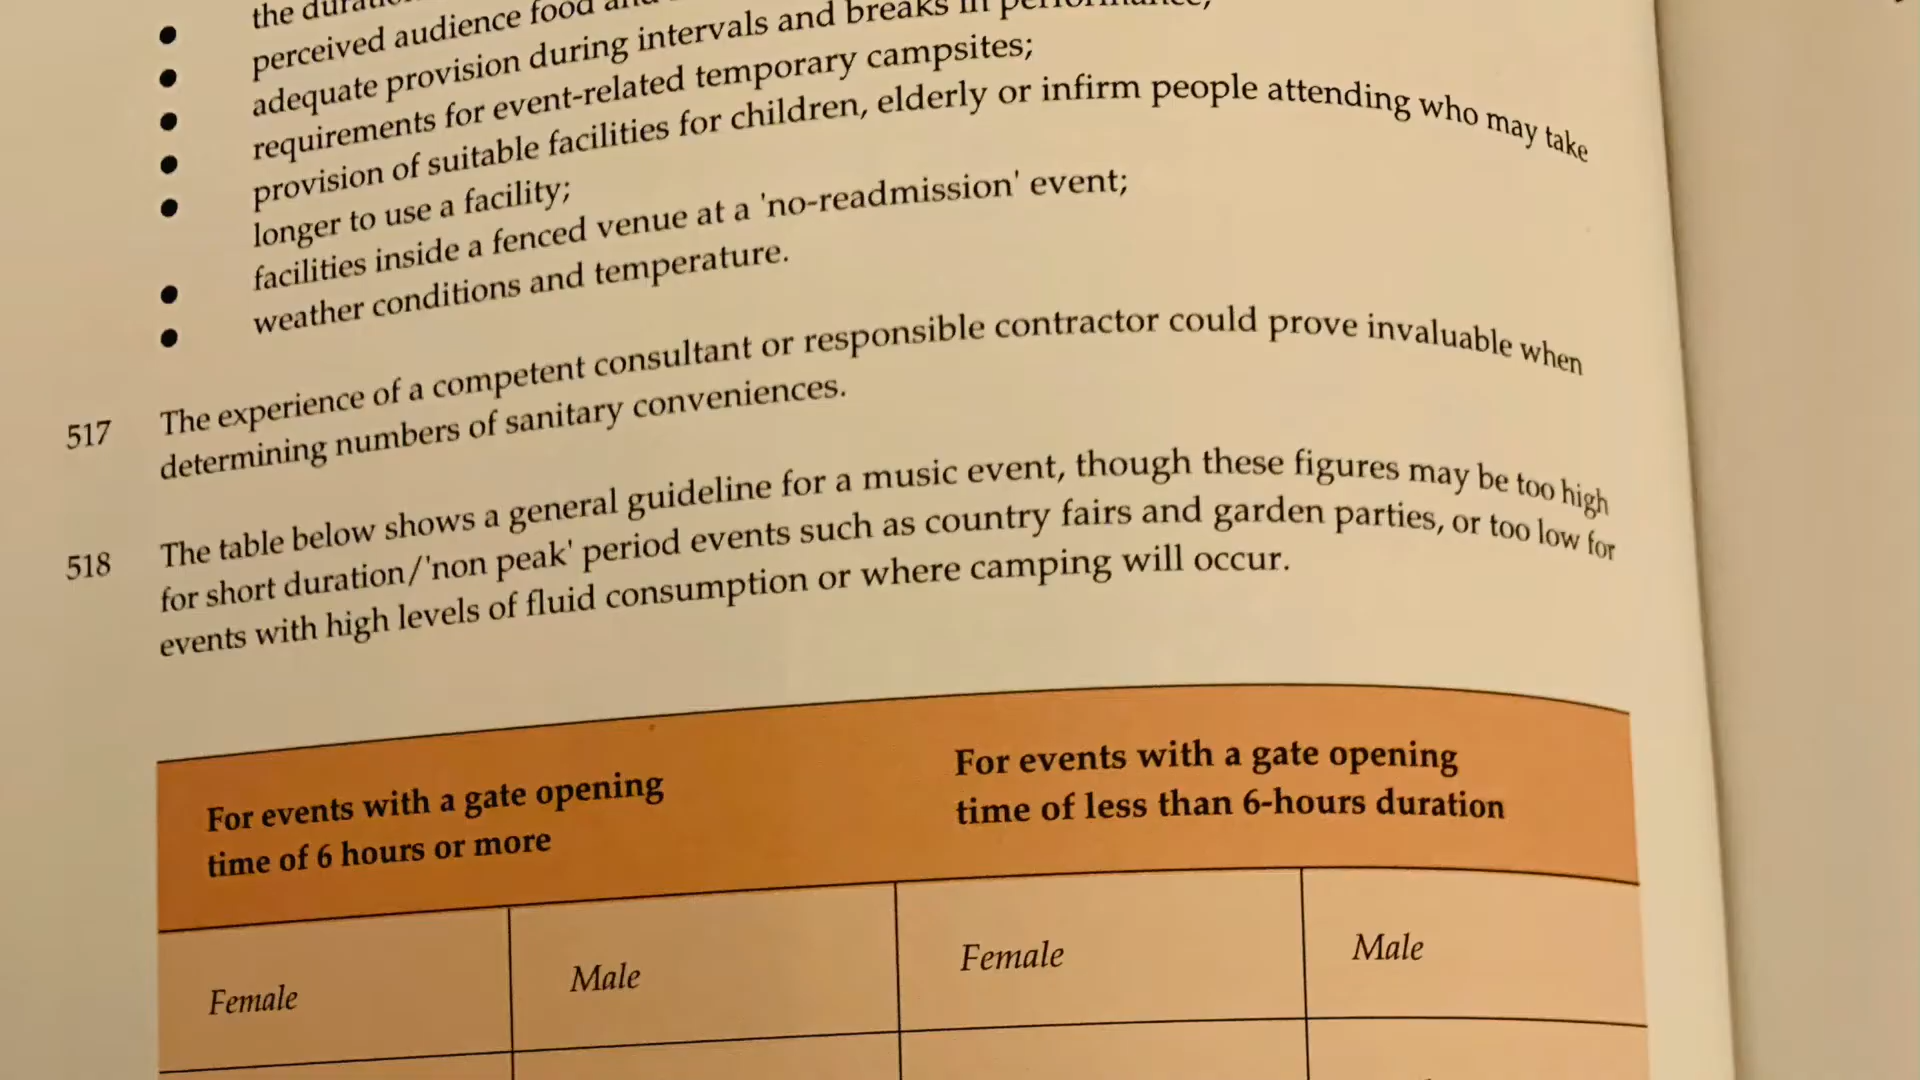 the duration
perceived audience food and
adequate provision during intervals and breaks in performance;
requirements for event-related temporary campsites;
provision of suitable facilities for children, elderly or infirm people attending who may take
longer to use a facility;
facilities inside a fenced venue at a 'no-readmission' event;
weather conditions and temperature.
517 The experience of a competent consultant or responsible contractor could prove invaluable when
determining numbers of sanitary conveniences.
518 The table below shows a general guideline for a music event, though these figures may be too high
for short duration/'non peak' period events such as country fairs and garden parties, or too low for
events with high levels of fluid consumption or where camping will occur.
For events with a gate opening
time of 6 hours or more
For events with a gate opening
time of less than 6-hours duration
Female Male Female Male